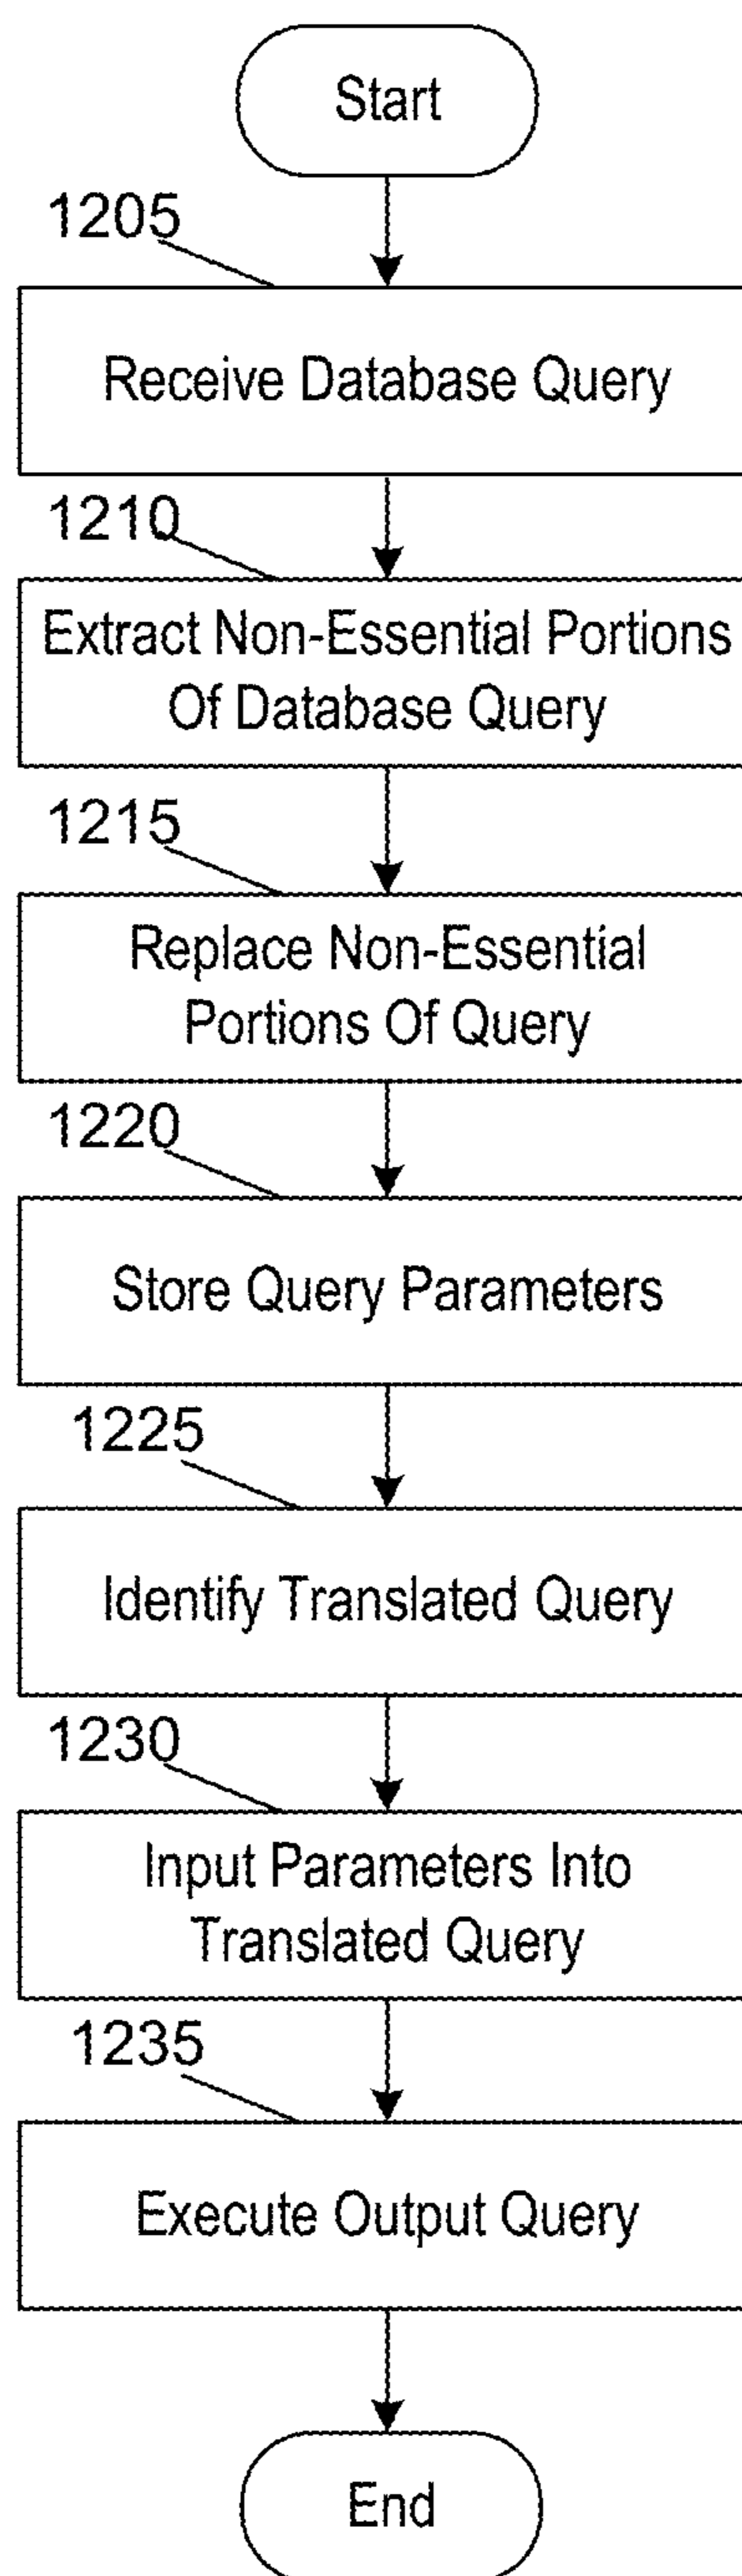 Start
1205
Receive Database Query
1210
Extract Non-Essential Portions
Of Database Query
1215
Replace Non-Essential
Portions Of Query
1220
Store Query Parameters
1225
Identify Translated Query
1230
Input Parameters Into
Translated Query
1235
Execute Output Query
End